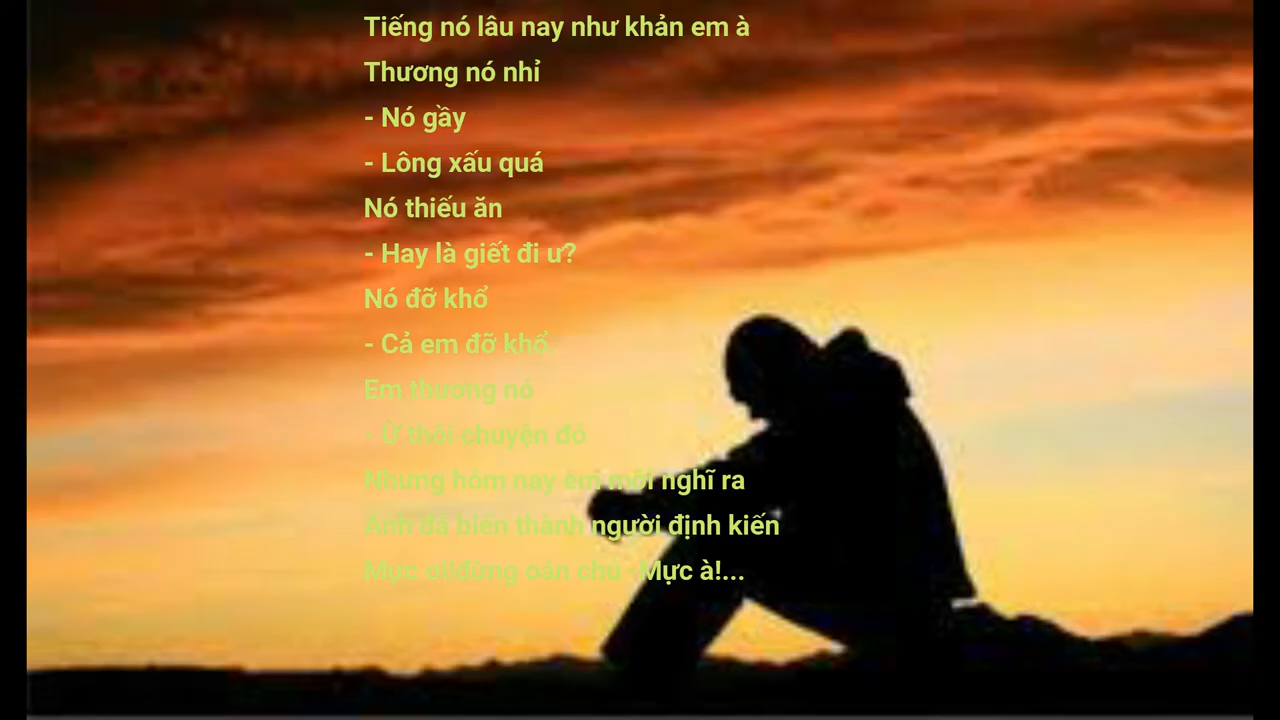 Tiếng nó lâu nay như khản em à
Thương nó nhỉ
- Nó gầy
- Lông xấu quá
Nó thiếu ăn
- Hay là giết đi ư?
Nó đỡ khổ
- Cả em đỡ khổ.
Em thương nó
- Ừ thôi chuyện đó
Nhưng hôm nay em mới nghĩ ra
Anh đã biến thành người định kiến
Mực ơi!đừng oán chủ -Mực à!...